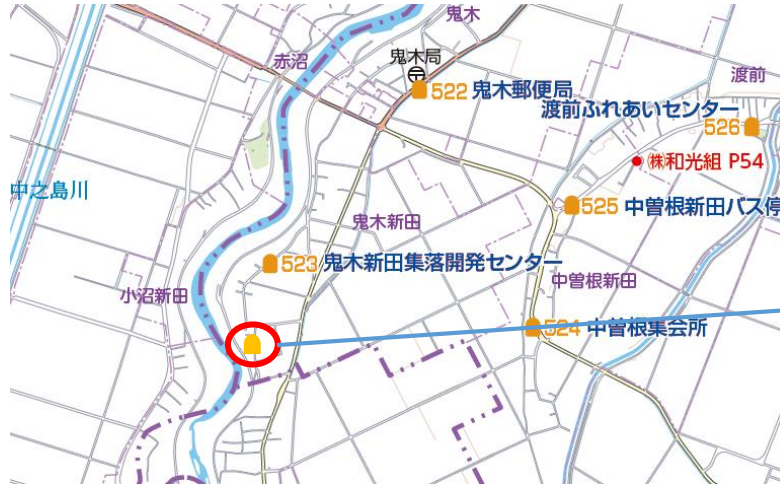 鬼木
赤沼
鬼木局
522 鬼木郵便局
渡前
渡前ふれあいセンター
526
㈱和光組 P54
中之島川
525 中曽根新田バス停
鬼木新田
523 鬼木新田集落開発センター
中曽根新田
小沼新田
524 中曽根集会所